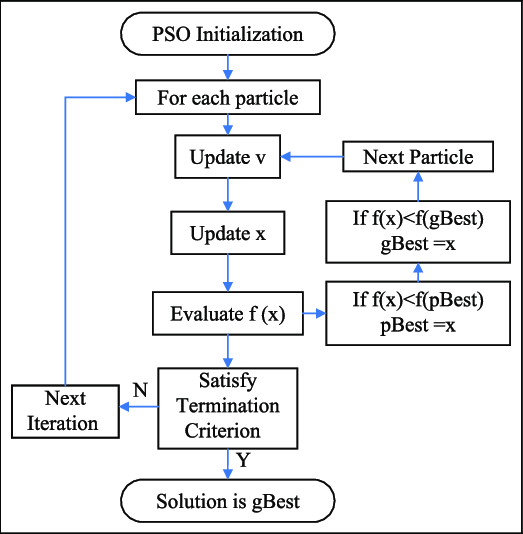 PSO Initialization
For each particle
Update v
Next Particle
Update x
If f(x)<f(gBest)
gBest =x
Evaluate f (x)
If f(x)<f(pBest)
pBest =x
Satisfy
Termination
Criterion
N
Next
Iteration
Y
Solution is gBest